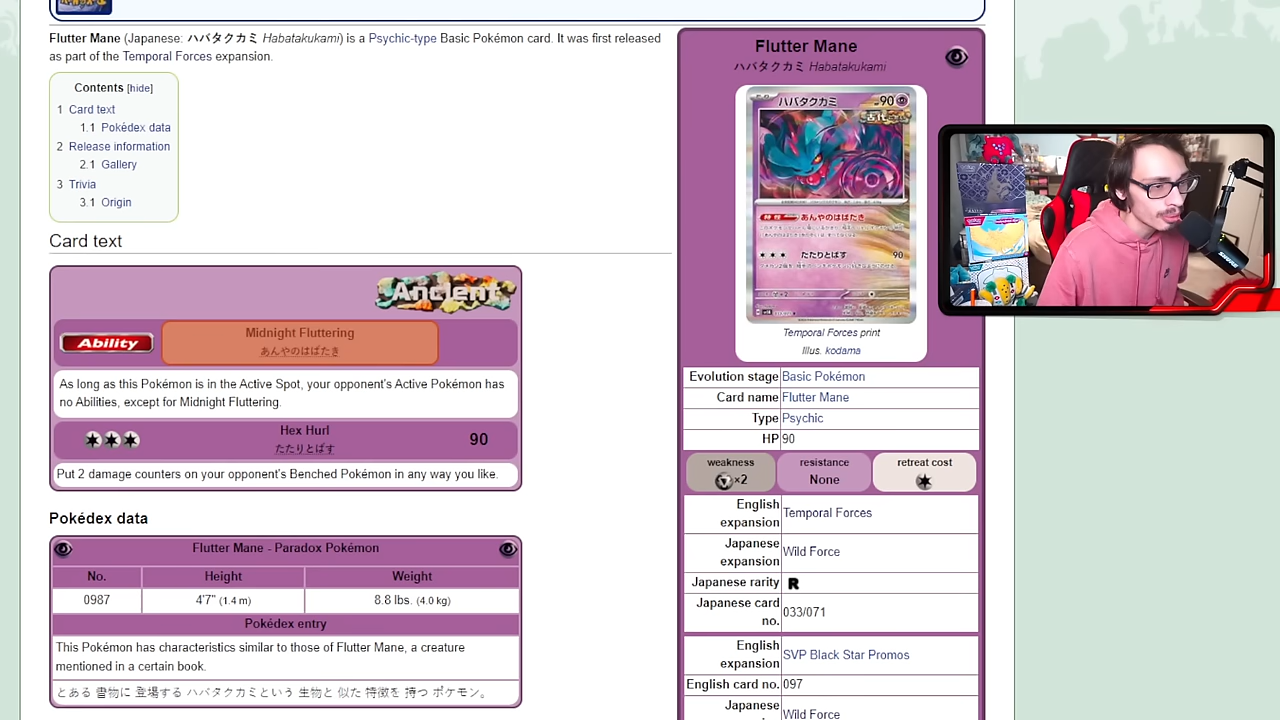 Flutter Mane (Japanese: ハバタクカミ Habatakukami) is a Psychic-type Basic Pokémon card. It was first released
as part of the Temporal Forces expansion.
Contents [hide]
1 Card text
1.1 Pokédex data
2 Release information
2.1 Gallery
3 Trivia
3.1 Origin
Card text
Ancient
Ability
Midnight Fluttering
あんやのはばたき
As long as this Pokémon is in the Active Spot, your opponent's Active Pokémon has
no Abilities, except for Midnight Fluttering.
Hex Hurl
たたりとばす
90
Put 2 damage counters on your opponent's Benched Pokémon in any way you like.
Pokédex data
Flutter Mane - Paradox Pokémon
No. Height Weight
0987 4'7" (1.4 m) 8.8 lbs. (4.0 kg)
Pokédex entry
This Pokémon has characteristics similar to those of Flutter Mane, a creature
mentioned in a certain book.
とある 書物に 登場する ハバタクカミという 生物と 似た 特徴を 持つ ポケモン。
Flutter Mane
ハバタクカミ Habatakukami
ハバタクカミ 90
古代
特性 あんやのはばたき
たたりとばす 90
Temporal Forces print
Illus. kodama
Evolution stage Basic Pokémon
Card name Flutter Mane
Type Psychic
HP 90
weakness resistance retreat cost
×2 None
English
expansion Temporal Forces
Japanese
expansion Wild Force
Japanese rarity R
Japanese card
no. 033/071
English
expansion SVP Black Star Promos
English card no. 097
Japanese Wild Force